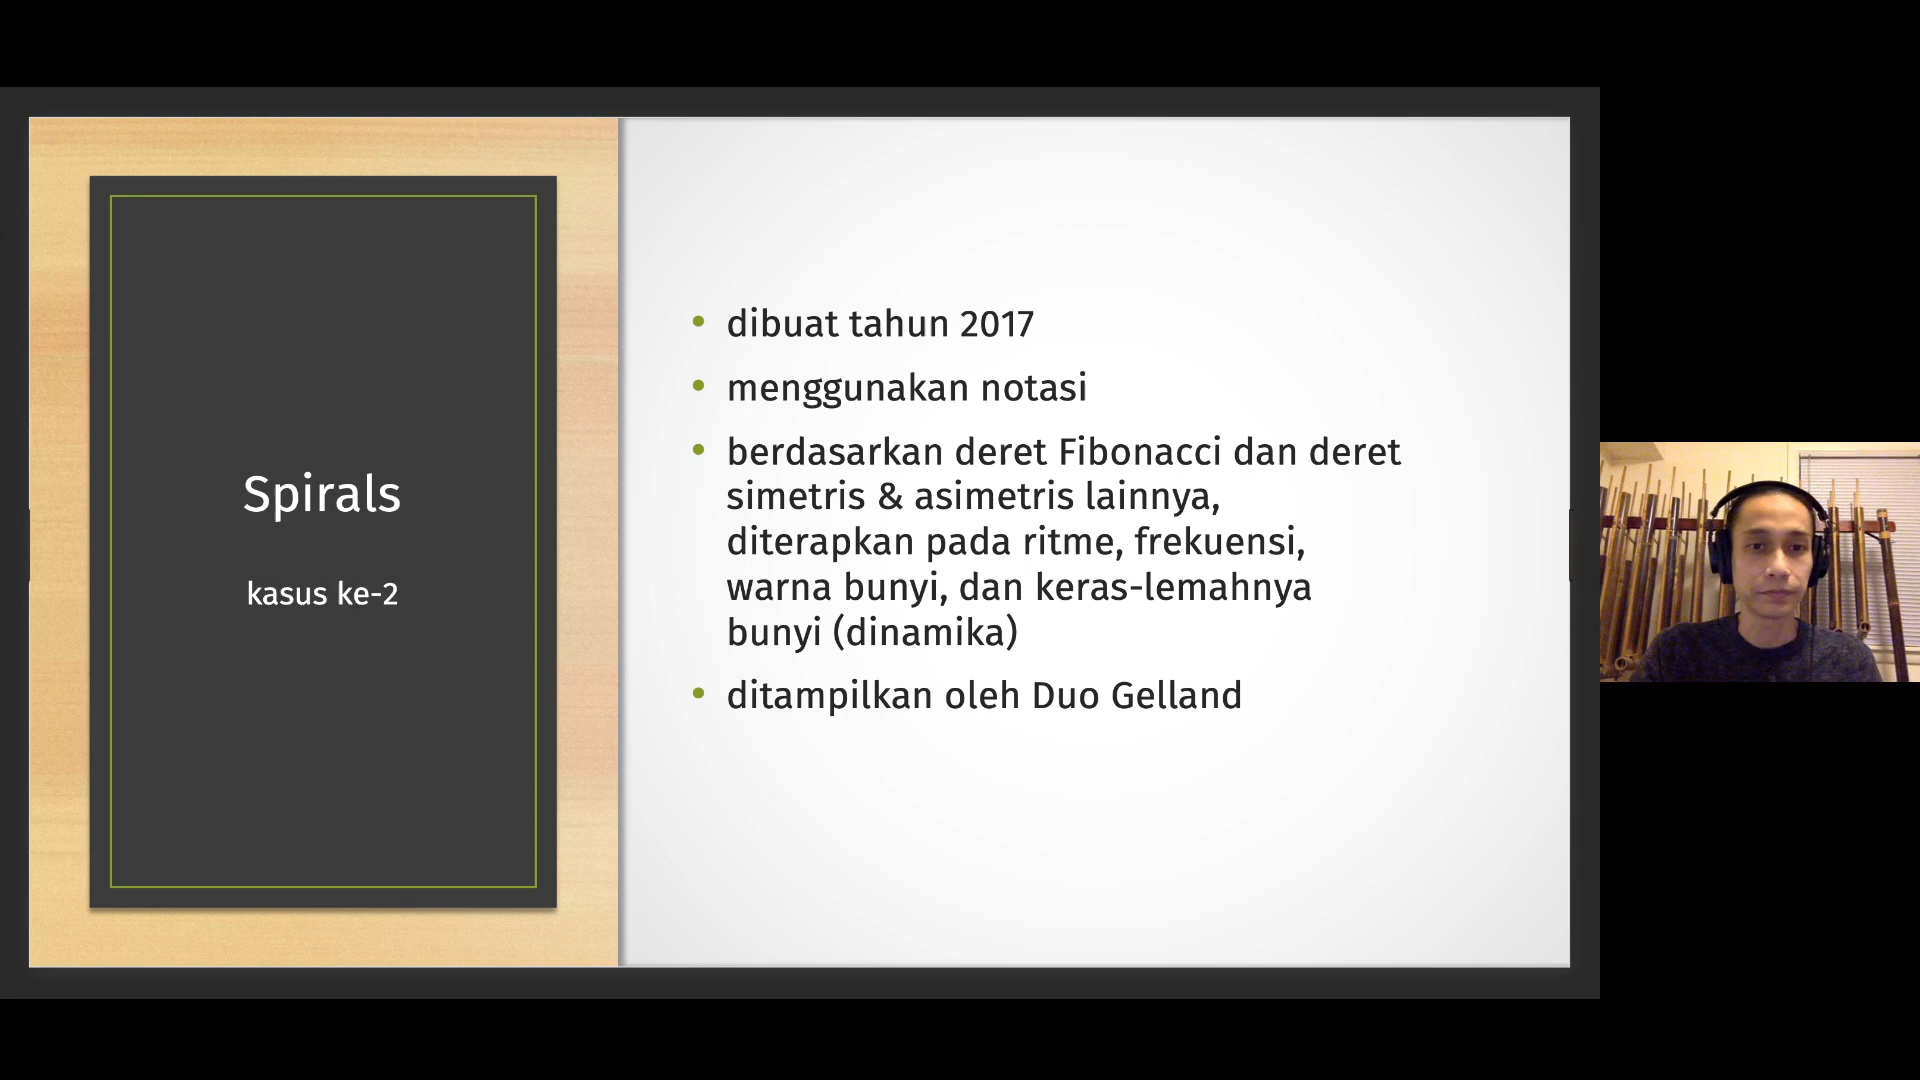 Spirals
kasus ke-2
• dibuat tahun 2017
• menggunakan notasi
• berdasarkan deret Fibonacci dan deret
simetris & asimetris lainnya,
diterapkan pada ritme, frekuensi,
warna bunyi, dan keras-lemahnya
bunyi (dinamika)
• ditampilkan oleh Duo Gelland